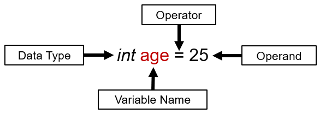 Operator
Data Type
int age = 25
Operand
Variable Name